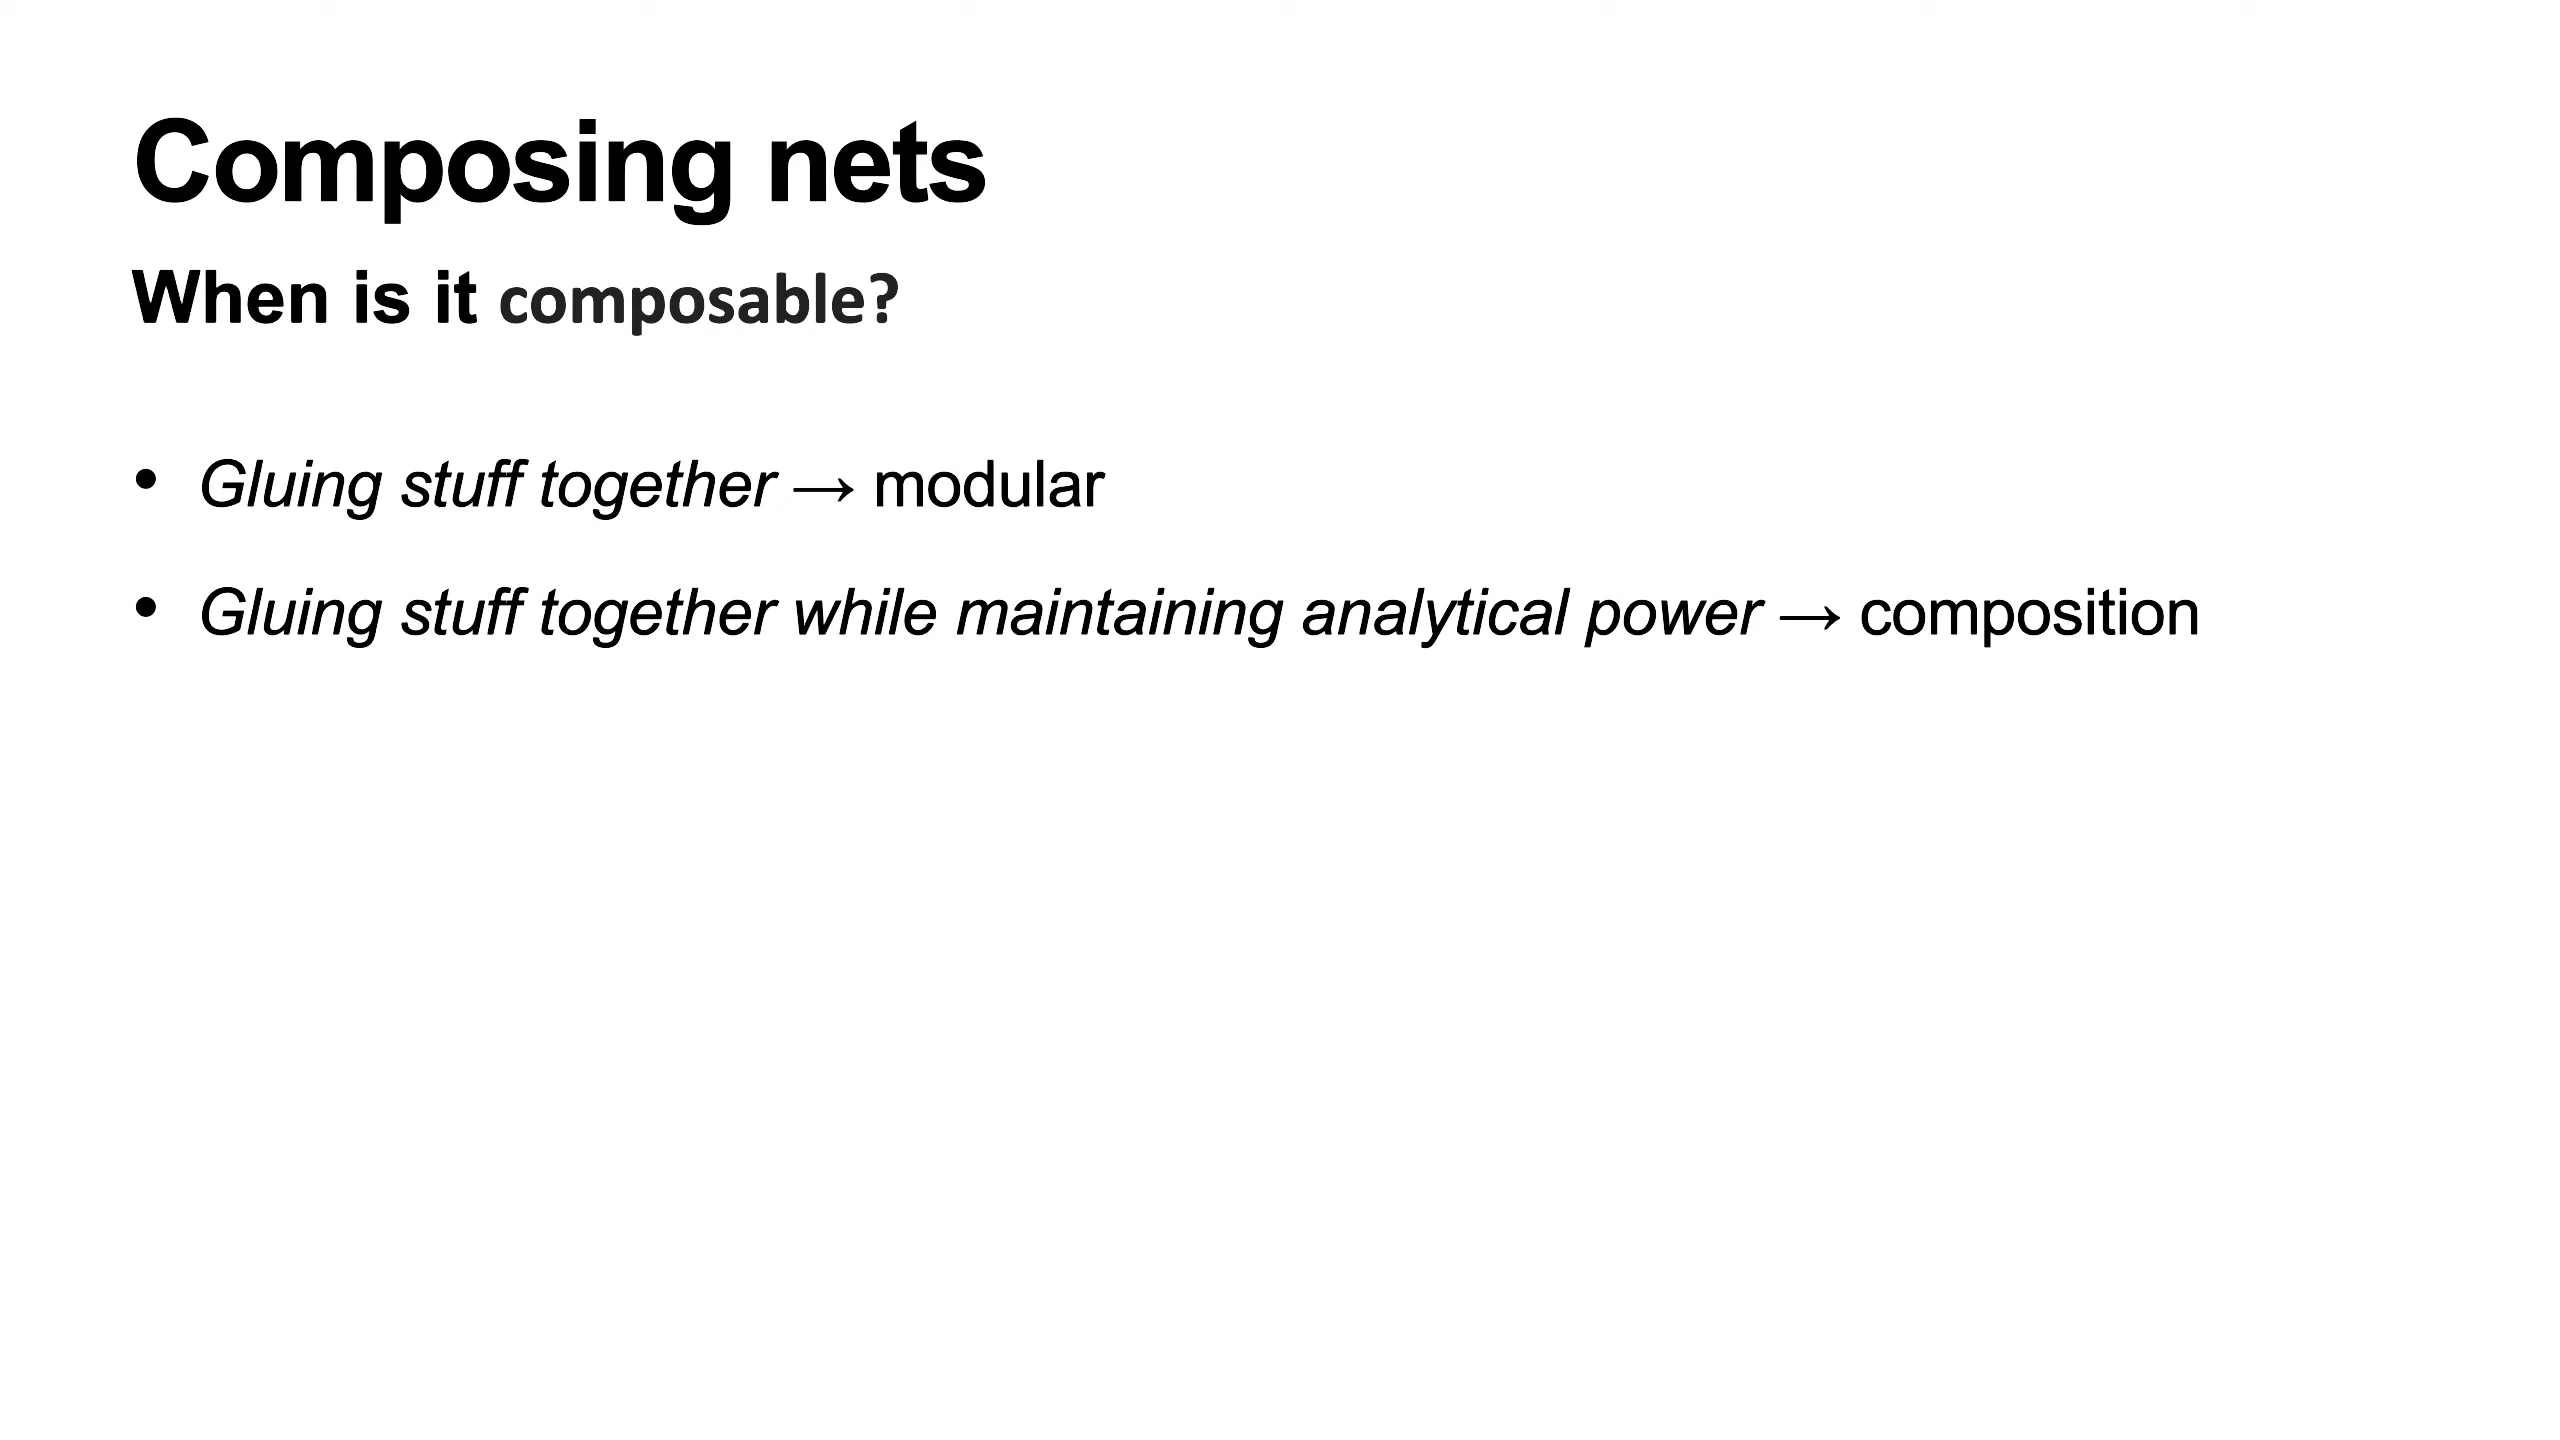 Composing nets
When is it composable?
• Gluing stuff together → modular
• Gluing stuff together while maintaining analytical power → composition